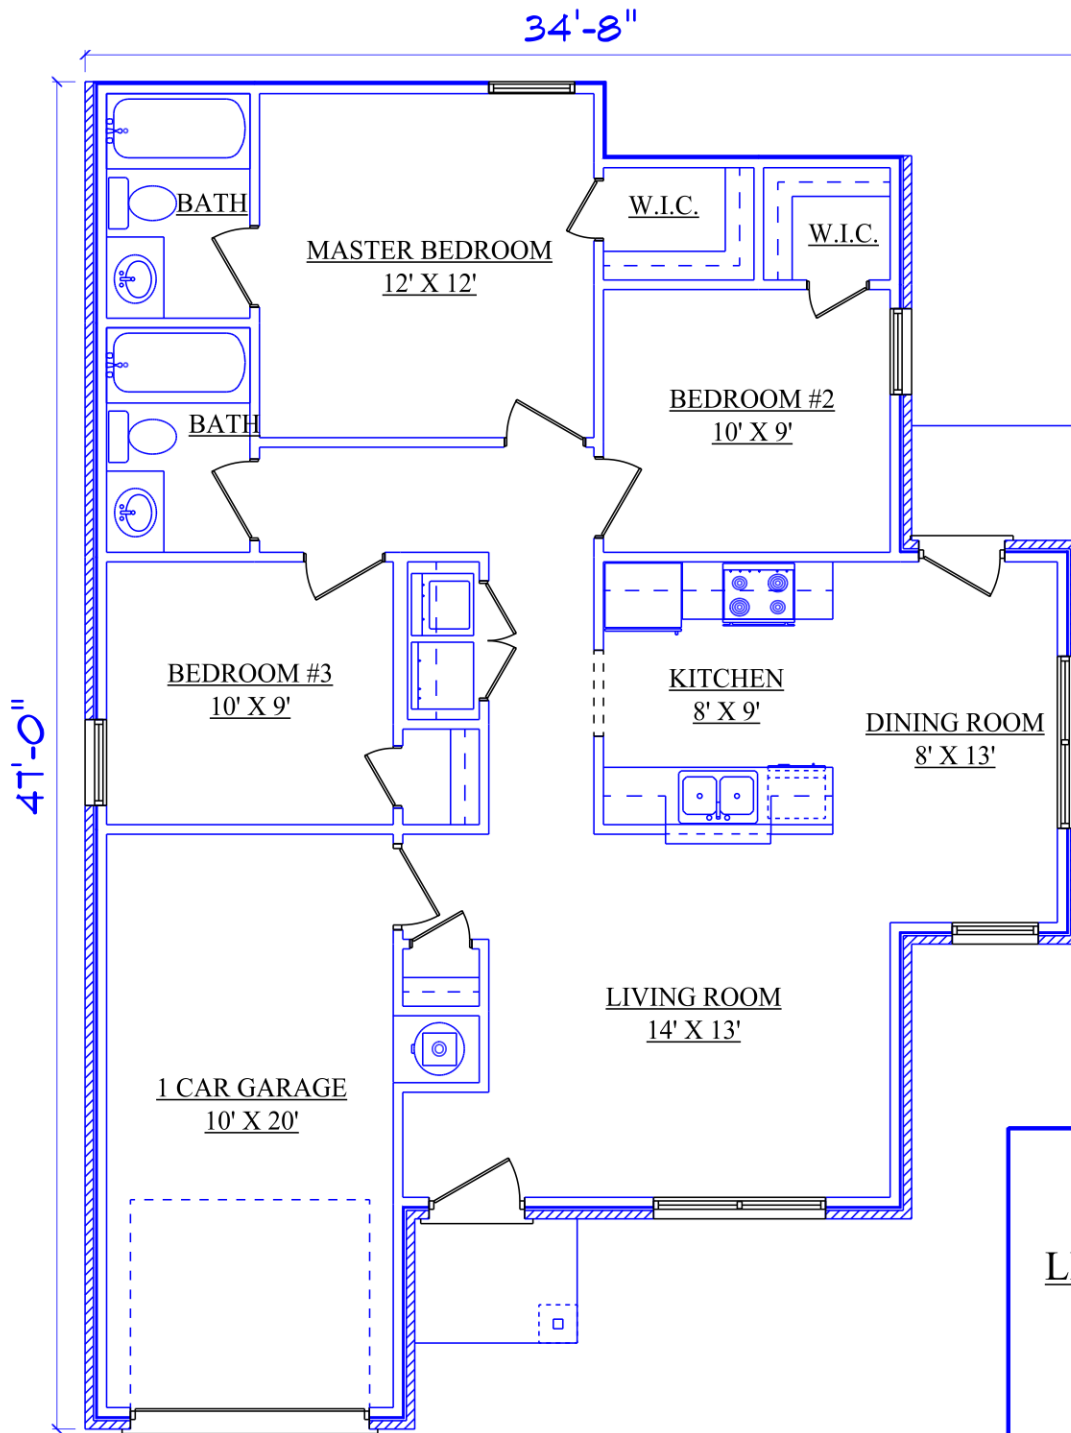 34'-8"
BATH
W.I.C.
W.I.C.
MASTER BEDROOM
12' X 12'
BEDROOM #2
10' X 9'
BATH
BEDROOM #3
10' X 9'
KITCHEN
8' X 9'
DINING ROOM
8' X 13'
47'-0"
LIVING ROOM
14' X 13'
1 CAR GARAGE
10' X 20'